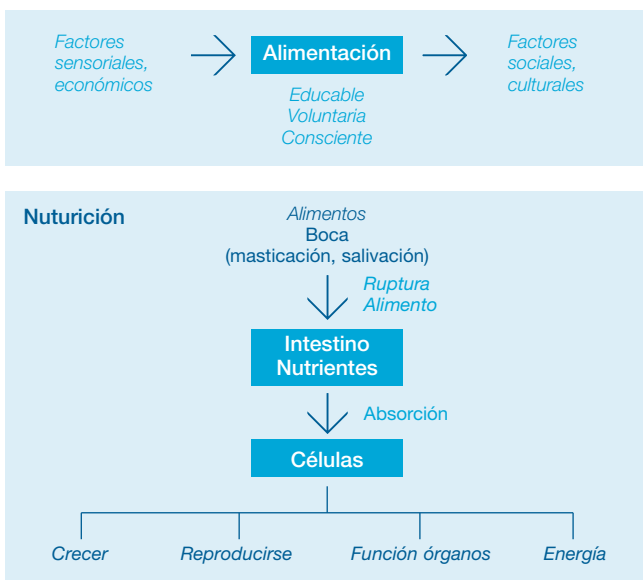 Factores
sensoriales,
económicos
Alimentación
Educable
Voluntaria
Consciente
Factores
sociales,
culturales
Nuturición
Alimentos
Boca
(masticación, salivación)
Ruptura
Alimento
Intestino
Nutrientes
Absorción
Células
Crecer
Reproducirse
Función órganos
Energía